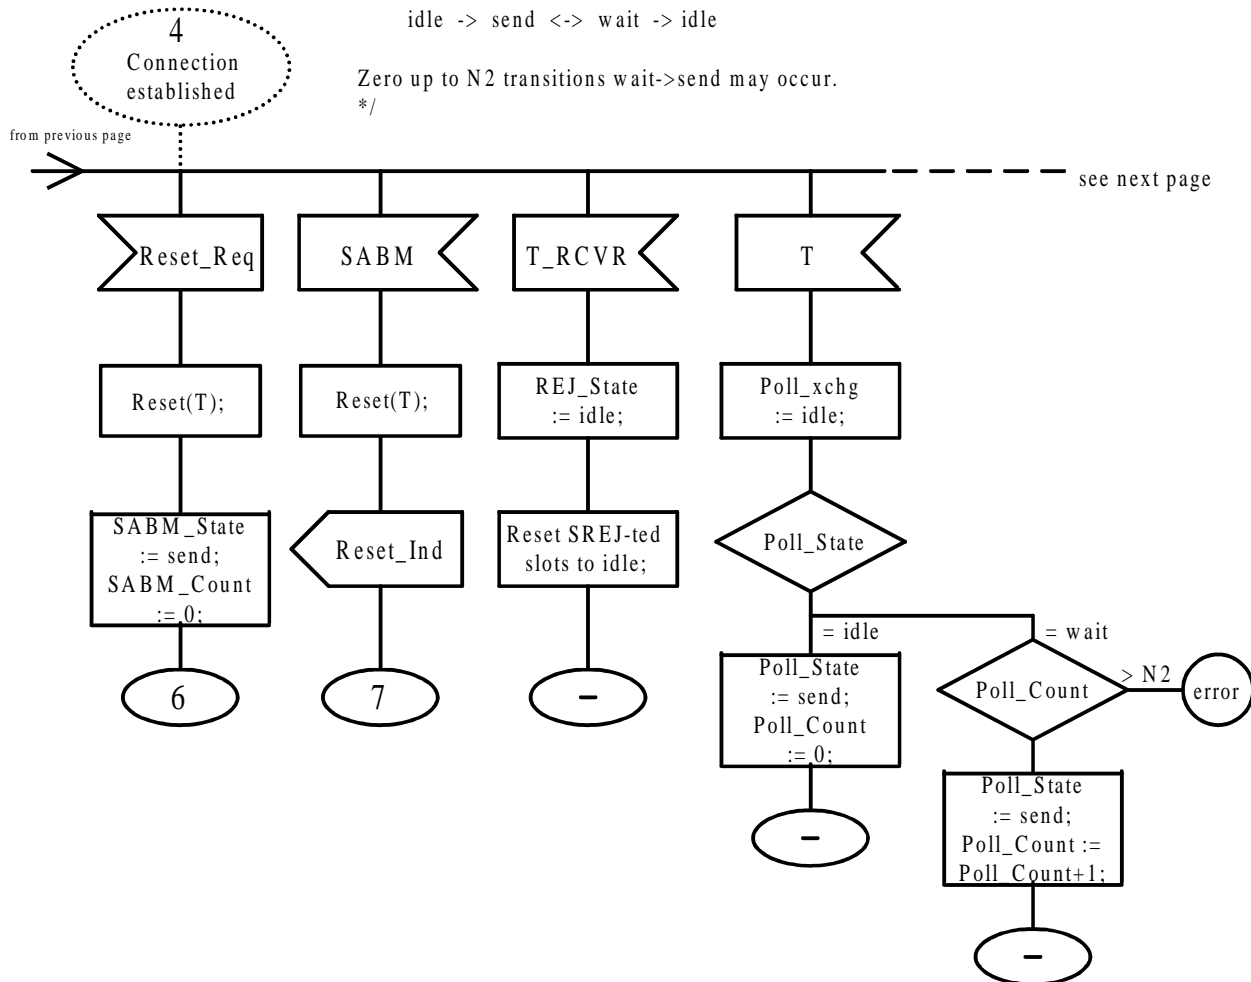 idle -> send <-> wait -> idle
4
Connection
established
Zero up to N2 transitions wait->send may occur.
*/
from previous page
see next page
Reset_Req
SABM
T_RCVR
T
Reset(T);
Reset(T);
REJ_State
:= idle;
Poll_xchg
:= idle;
SABM_State
:= send;
SABM_Count
:= 0;
Reset_Ind
Reset SREJ-ted
slots to idle;
Poll_State
= idle
= wait
6
7
-
Poll_State
:= send;
Poll_Count
:= 0;
Poll_Count
> N2
error
-
Poll_State
:= send;
Poll_Count :=
Poll_Count+1;
-